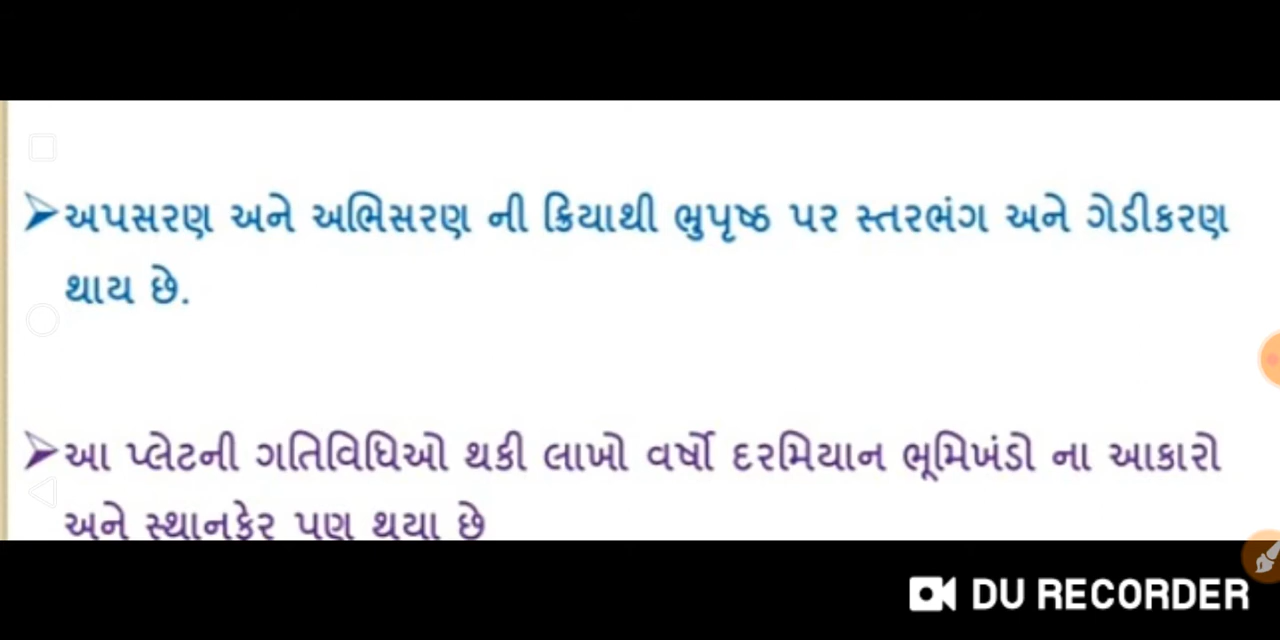 ➢અપસરણ અને અભિસરણ ની ક્રિયાથી ભુપૃષ્ઠ પર સ્તરભંગ અને ગેડીકરણ
થાય છે.
➢આ પ્લેટની ગતિવિધિઓ થકી લાખો વર્ષો દરમિયાન ભૂમિખંડો ના આકારો
અને સ્થાનફેર પણ થયા છે
DU RECORDER